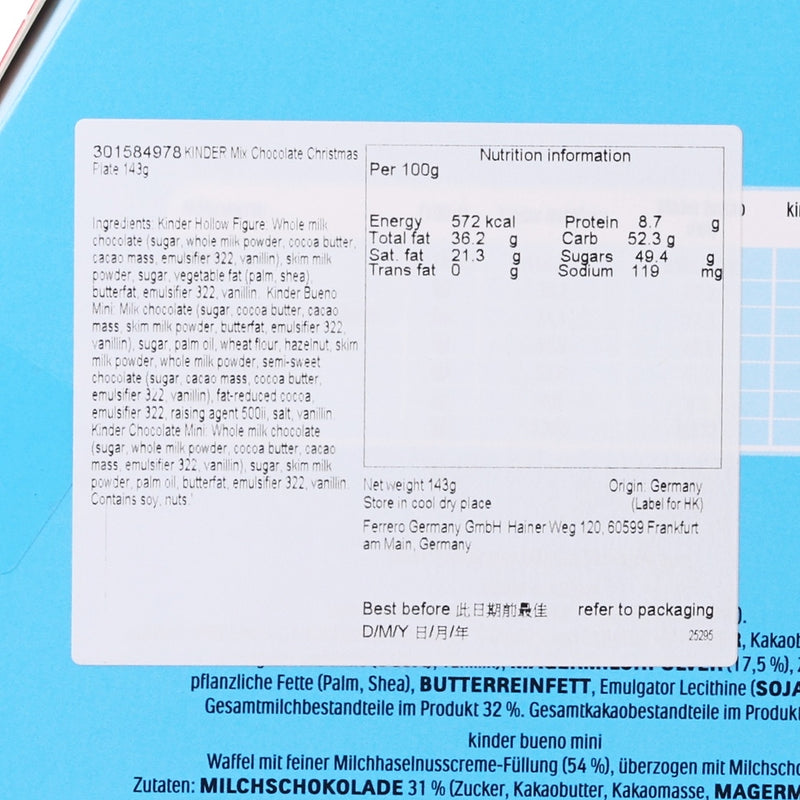 301584978 KINDER Mix Chocolate Christmas
Plate 143g
Ingredients: Kinder Hollow Figure: Whole milk
chocolate (sugar, whole milk powder, cocoa butter,
cacao mass, emulsifier 322, vanillin), skim milk
powder, sugar, vegetable fat (palm, shea),
butterfat, emulsifier 322, vanillin. Kinder Bueno
Mini: Milk chocolate (sugar, cocoa butter, cacao
mass, skim milk powder, butterfat, emulsifier 322,
vanillin), sugar, palm oil, wheat flour, hazelnut, skim
milk powder, whole milk powder, semi-sweet
chocolate (sugar, cacao mass, cocoa butter,
emulsifier 322, vanillin), fat-reduced cocoa,
emulsifier 322, raising agent 500ii, salt, vanillin.
Kinder Chocolate Mini: Whole milk chocolate
(sugar, whole milk powder, cocoa butter, cacao
mass, emulsifier 322, vanillin), sugar, skim milk
powder, palm oil, butterfat, emulsifier 322, vanillin.
Contains soy, nuts.
Nutrition information
Per 100g
Energy 572 kcal Protein 8.7 g
Total fat 36.2 g Carb 52.3 g
Sat. fat 21.3 g Sugars 49.4 g
Trans fat 0 g Sodium 119 mg
Net weight 143g Origin: Germany
Store in cool dry place (Label for HK)
Ferrero Germany GmbH Hainer Weg 120, 60599 Frankfurt
am Main, Germany
Best before 此日期前最佳 refer to packaging
D/M/Y 日/月/年 25295
ki
, Kakaob
(17,5 %),
pflanzliche Fette (Palm, Shea), BUTTERREINFETT, Emulgator Lecithine (SOJA
Gesamtmilchbestandteile im Produkt 32 %. Gesamtkakaobestandteile im Produk
kinder bueno mini
Waffel mit feiner Milchhaselnusscreme-Füllung (54 %), überzogen mit Milchscho
Zutaten: MILCHSCHOKOLADE 31 % (Zucker, Kakaobutter, Kakaomasse, MAGERM